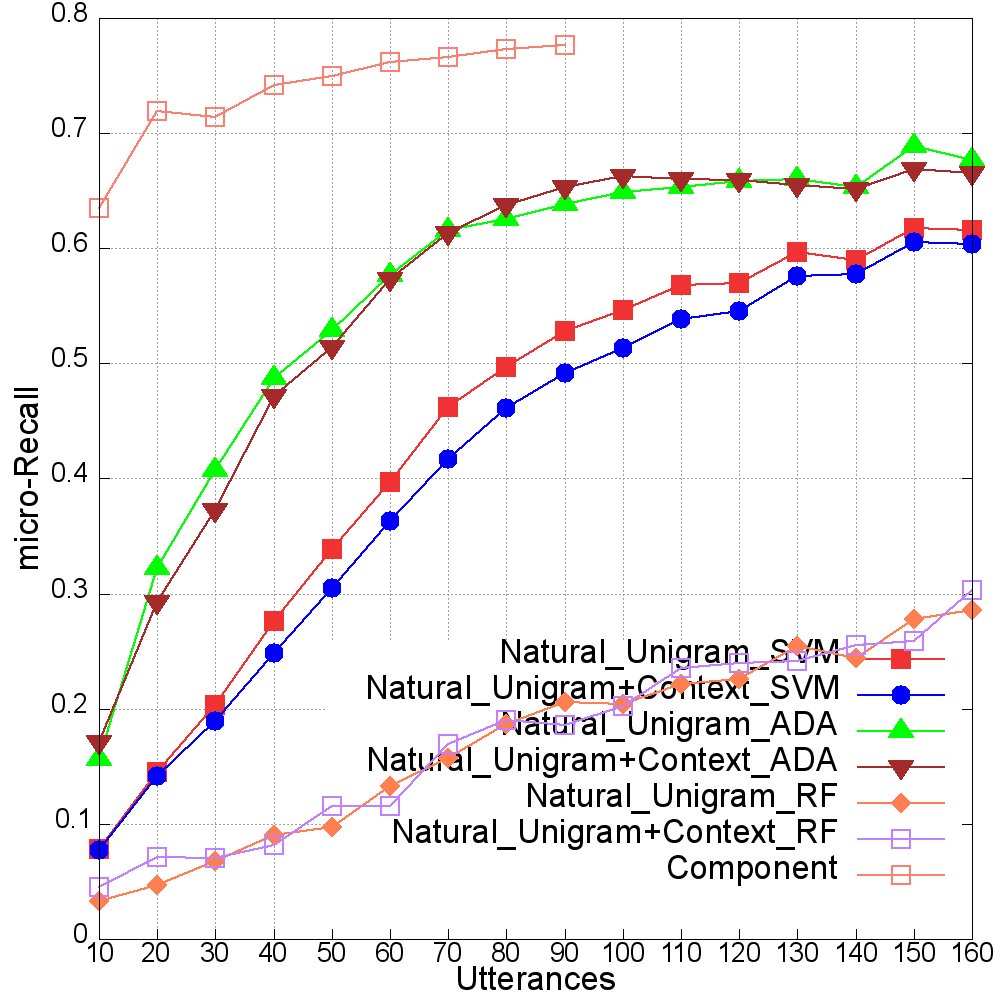 0.8
0.7
0.6
0.5
0.4
0.3
0.2
0.1
0
micro-Recall
Natural_Unigram_SVM
Natural_Unigram+Context_SVM
Natural_Unigram_ADA
Natural_Unigram+Context_ADA
Natural_Unigram_RF
Natural_Unigram+Context_RF
Component
10 20 30 40 50 60 70 80 90 100 110 120 130 140 150 160
Utterances